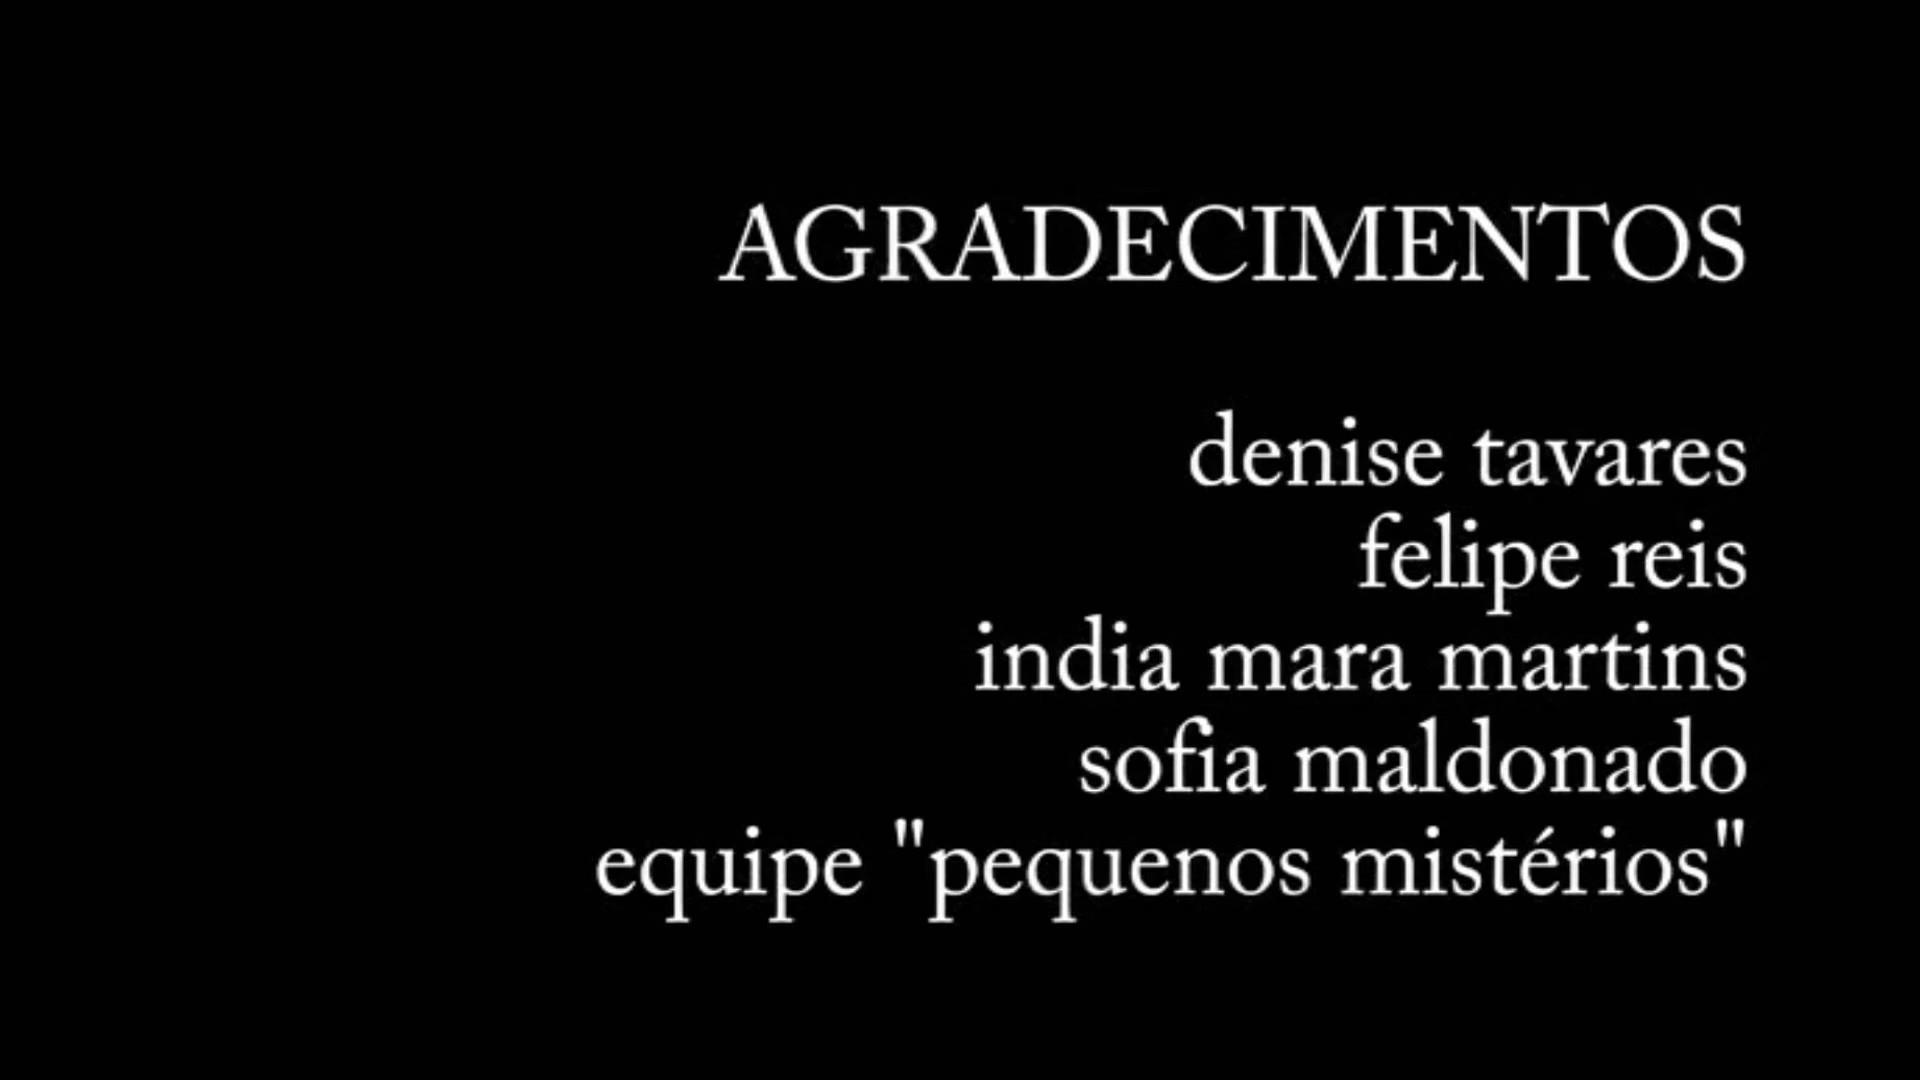 AGRADECIMENTOS
denise tavares
felipe reis
india mara martins
sofia maldonado
equipe "pequenos mistérios"